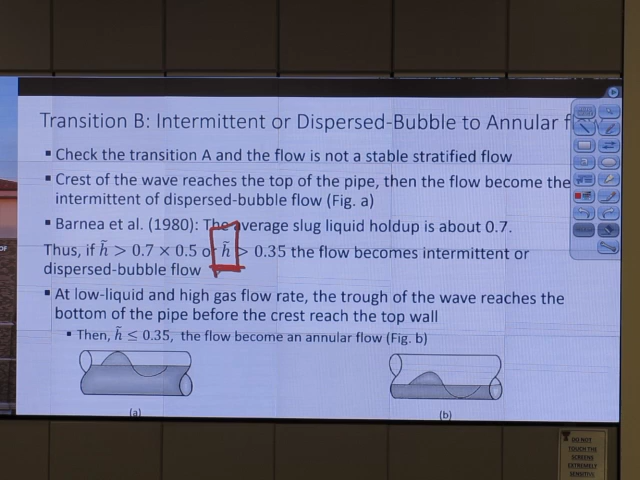 Transition B: Intermittent or Dispersed-Bubble to Annular fl
▪ Check the transition A and the flow is not a stable stratified flow
▪ Crest of the wave reaches the top of the pipe, then the flow become the
intermittent of dispersed-bubble flow (Fig. a)
▪ Barnea et al. (1980): The average slug liquid holdup is about 0.7.
Thus, if h̃ > 0.7 × 0.5 or h̃ > 0.35 the flow becomes intermittent or
dispersed-bubble flow
▪ At low-liquid and high gas flow rate, the trough of the wave reaches the
bottom of the pipe before the crest reach the top wall
▪ Then, h̃ ≤ 0.35, the flow become an annular flow (Fig. b)
(a)
(b)
DO NOT
TOUCH THE
SCREENS
EXTREMELY
SENSITIVE